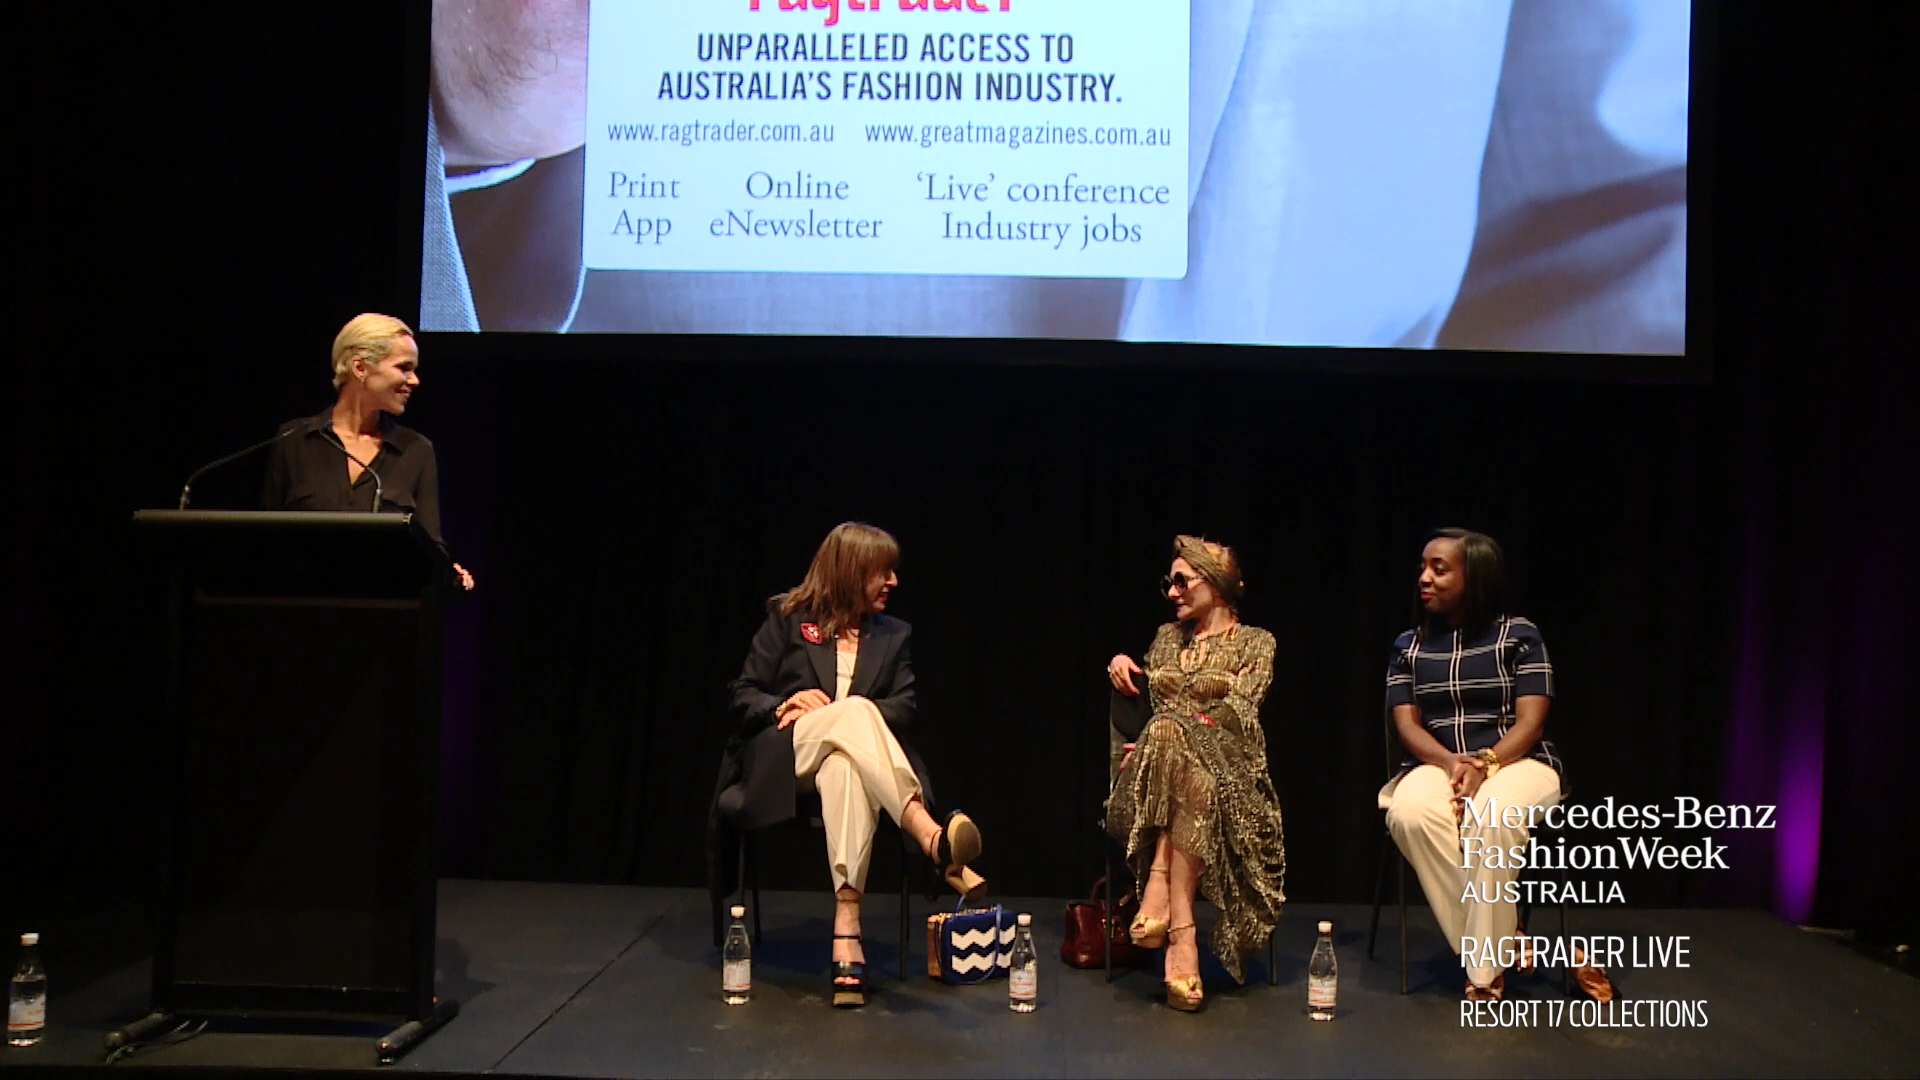 ragtrader
UNPARALLELED ACCESS TO
AUSTRALIA'S FASHION INDUSTRY.
www.ragtrader.com.au www.greatmagazines.com.au
Print Online ‘Live’ conference
App eNewsletter Industry jobs
Mercedes-Benz
FashionWeek
AUSTRALIA
RAGTRADER LIVE
RESORT 17 COLLECTIONS